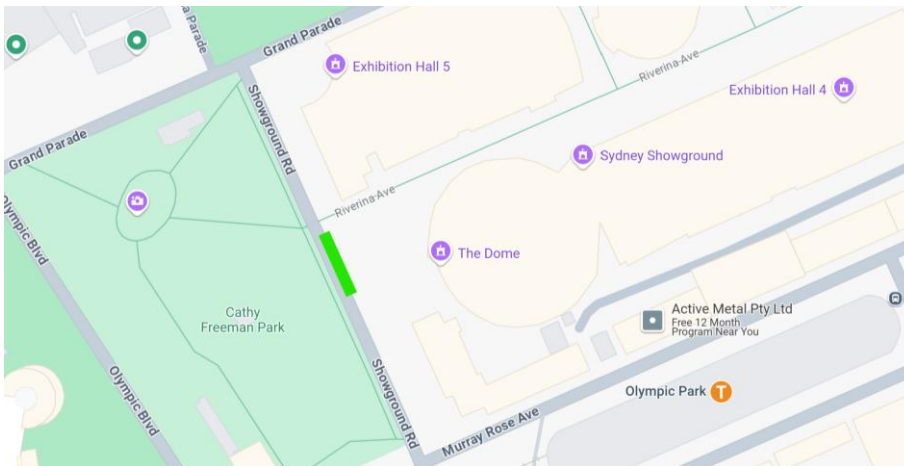 a Parade
Grand Parade
Exhibition Hall 5
Riverina Ave
Exhibition Hall 4
Showground Rd
Grand Parade
Sydney Showground
Riverina Ave
Olympic Blvd
The Dome
Cathy
Freeman Park
Active Metal Pty Ltd
Free 12 Month
Program Near You
Olympic Blvd
Showground Rd
Olympic Park T
Murray Rose Ave